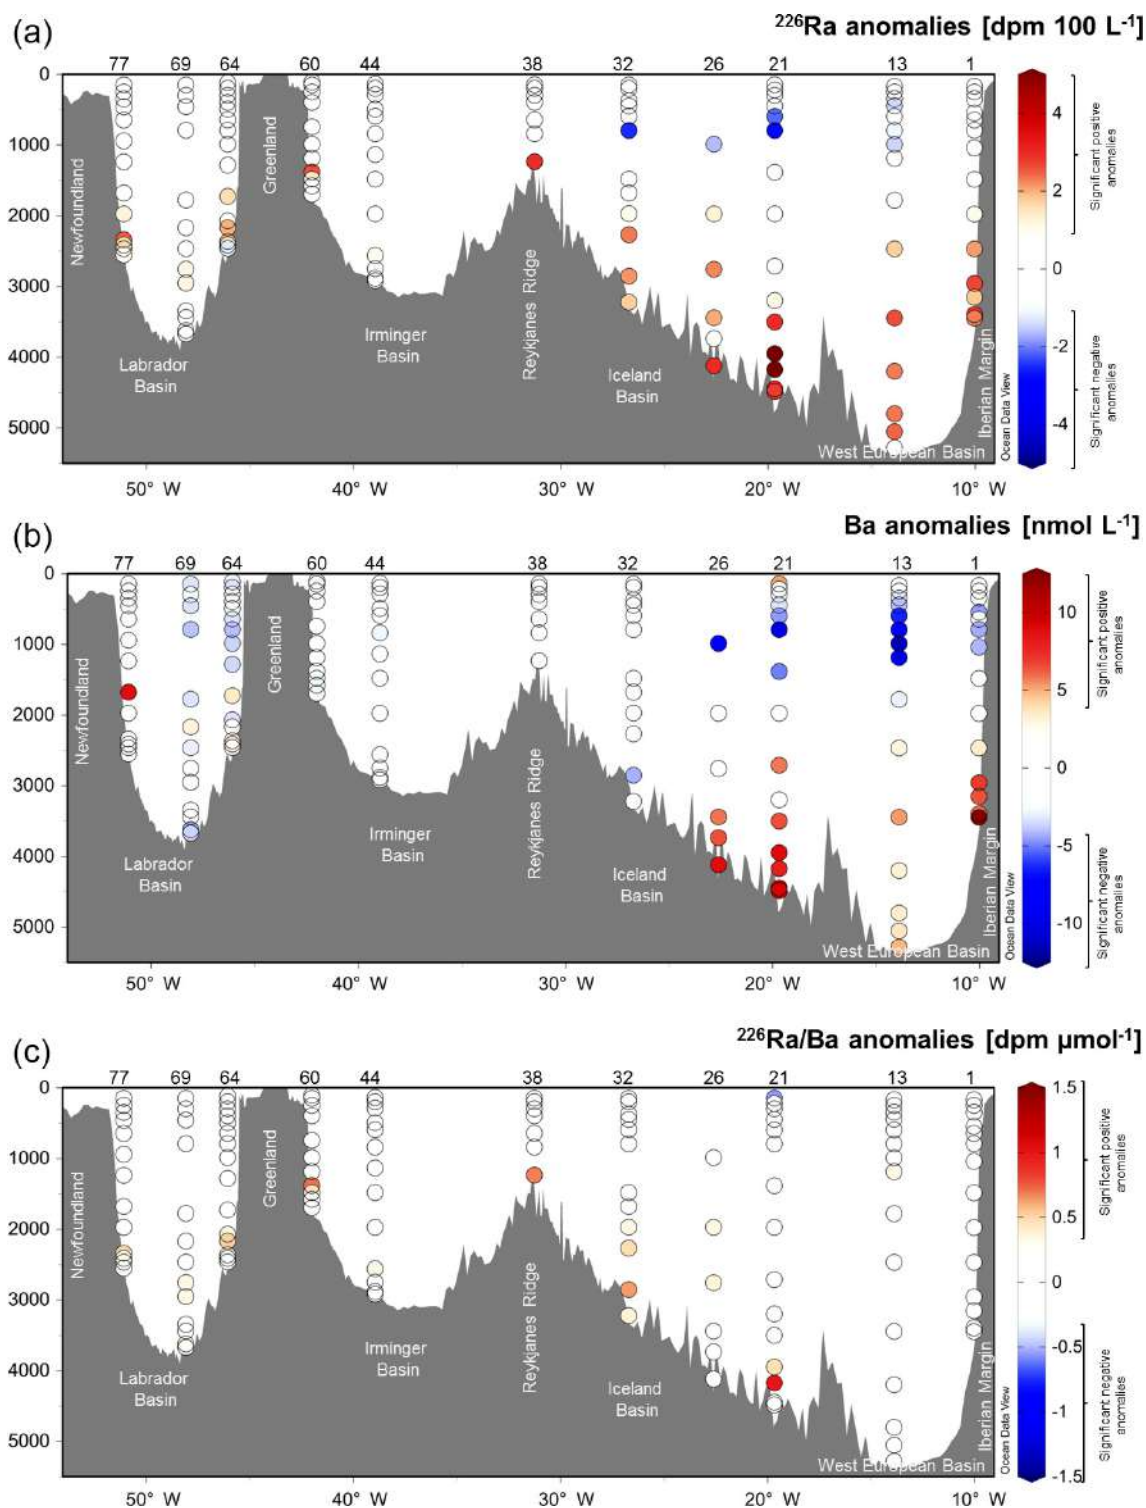 (a)
²²⁶Ra anomalies [dpm 100 L⁻¹]
77 69 64 60 44 38 32 26 21 13 1
0
1000
2000
3000
4000
5000
Newfoundland
Labrador
Basin
Greenland
Irminger
Basin
Reykjanes Ridge
Iceland
Basin
West European Basin
Iberian Margin
Ocean Data View
4
2
0
-2
-4
Significant positive
anomalies
Significant negative
anomalies
50° W 40° W 30° W 20° W 10° W
(b)
Ba anomalies [nmol L⁻¹]
77 69 64 60 44 38 32 26 21 13 1
0
1000
2000
3000
4000
5000
Newfoundland
Labrador
Basin
Greenland
Irminger
Basin
Reykjanes Ridge
Iceland
Basin
West European Basin
Iberian Margin
Ocean Data View
10
5
0
-5
-10
Significant positive
anomalies
Significant negative
anomalies
50° W 40° W 30° W 20° W 10° W
(c)
²²⁶Ra/Ba anomalies [dpm µmol⁻¹]
77 69 64 60 44 38 32 26 21 13 1
0
1000
2000
3000
4000
5000
Newfoundland
Labrador
Basin
Greenland
Irminger
Basin
Reykjanes Ridge
Iceland
Basin
West European Basin
Iberian Margin
Ocean Data View
1.5
1
0.5
0
-0.5
-1
-1.5
Significant positive
anomalies
Significant negative
anomalies
50° W 40° W 30° W 20° W 10° W